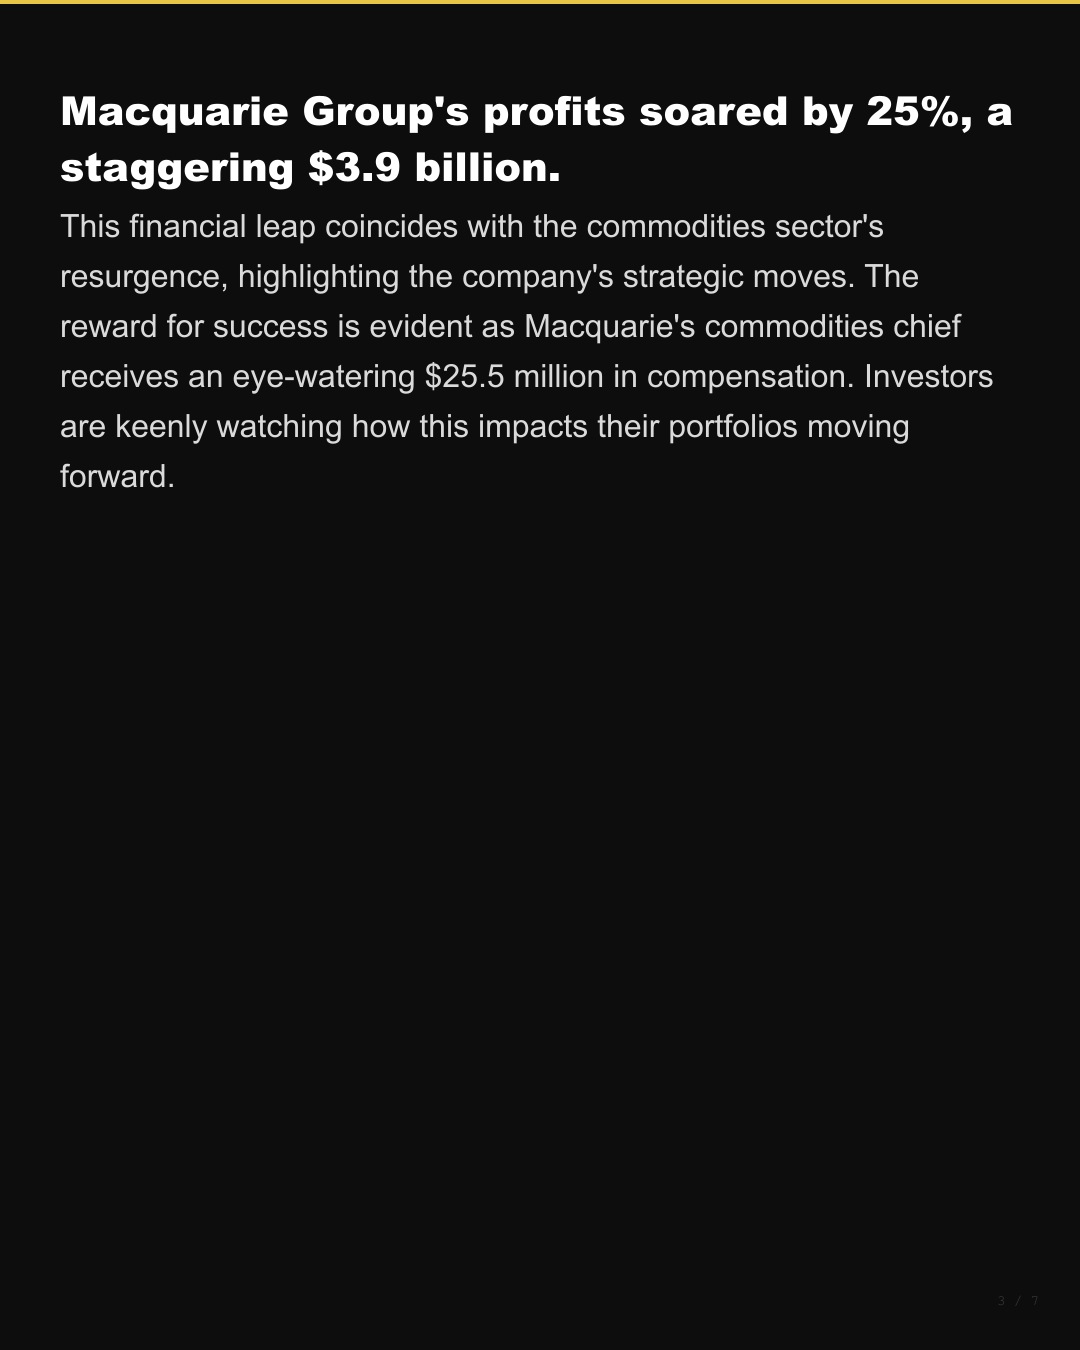 Macquarie Group's profits soared by 25%, a
staggering $3.9 billion.
This financial leap coincides with the commodities sector's
resurgence, highlighting the company's strategic moves. The
reward for success is evident as Macquarie's commodities chief
receives an eye-watering $25.5 million in compensation. Investors
are keenly watching how this impacts their portfolios moving
forward.
3 / 7